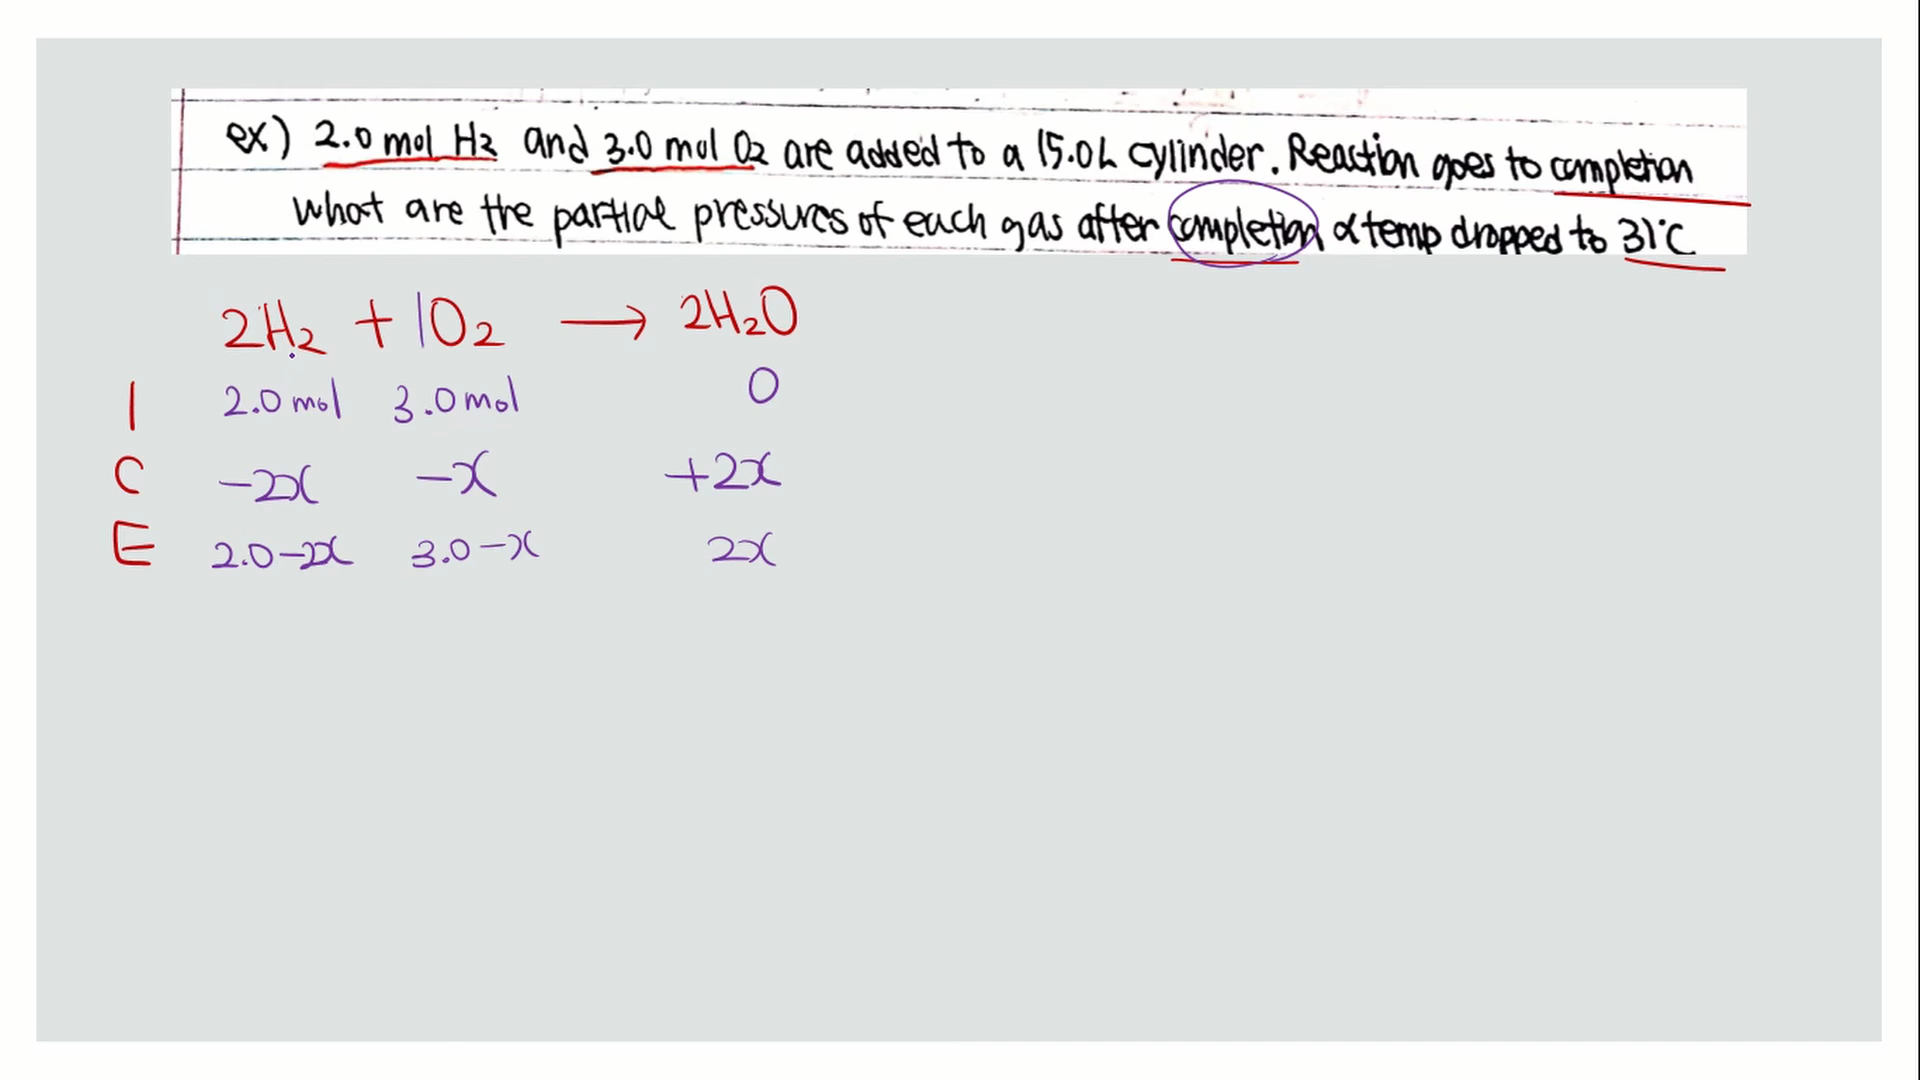 ex) 2.0 mol H₂ and 3.0 mol O₂ are added to a 15.0L cylinder. Reaction goes to completion
What are the partial pressures of each gas after completion & temp dropped to 31°C
2H₂ + 1O₂ → 2H₂O
I 2.0 mol 3.0 mol 0
C -2x -x +2x
E 2.0-2x 3.0-x 2x